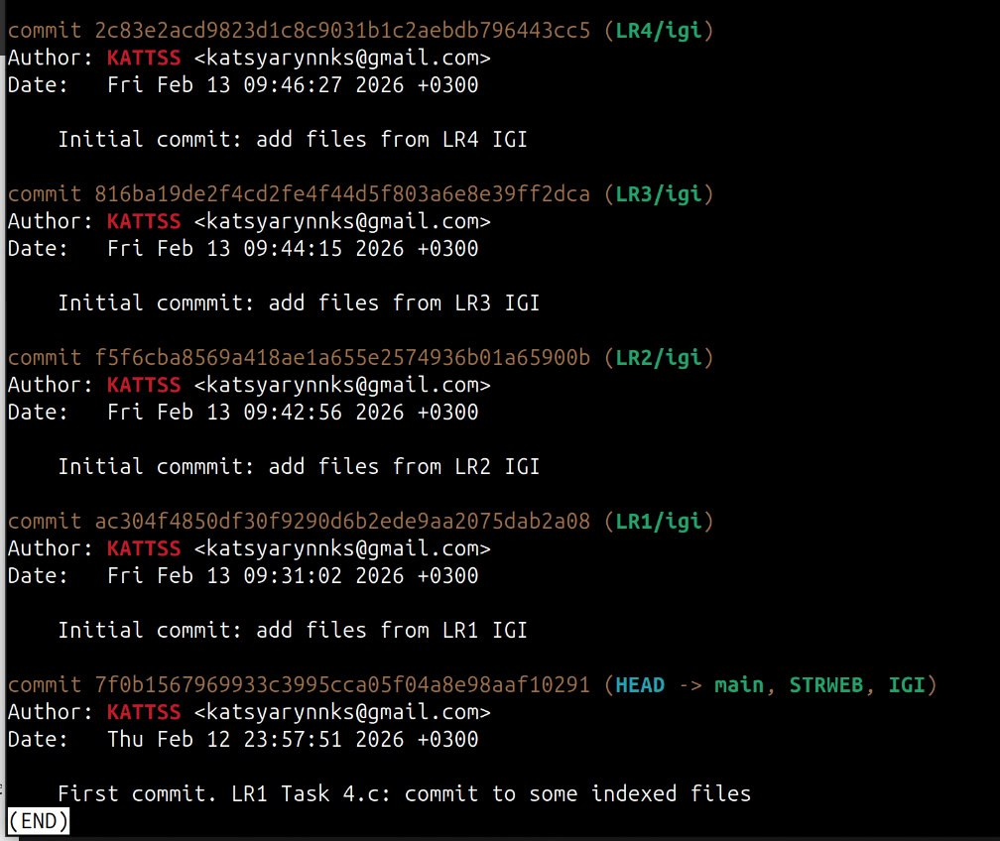 commit 2c83e2acd9823d1c8c9031b1c2aebdb796443cc5 (LR4/igi)
Author: KATTSS <katsyarynnks@gmail.com>
Date:   Fri Feb 13 09:46:27 2026 +0300
Initial commit: add files from LR4 IGI
commit 816ba19de2f4cd2fe4f44d5f803a6e8e39ff2dca (LR3/igi)
Author: KATTSS <katsyarynnks@gmail.com>
Date:   Fri Feb 13 09:44:15 2026 +0300
Initial commmit: add files from LR3 IGI
commit f5f6cba8569a418ae1a655e2574936b01a65900b (LR2/igi)
Author: KATTSS <katsyarynnks@gmail.com>
Date:   Fri Feb 13 09:42:56 2026 +0300
Initial commmit: add files from LR2 IGI
commit ac304f4850df30f9290d6b2ede9aa2075dab2a08 (LR1/igi)
Author: KATTSS <katsyarynnks@gmail.com>
Date:   Fri Feb 13 09:31:02 2026 +0300
Initial commit: add files from LR1 IGI
commit 7f0b1567969933c3995cca05f04a8e98aaf10291 (HEAD -> main, STRWEB, IGI)
Author: KATTSS <katsyarynnks@gmail.com>
Date:   Thu Feb 12 23:57:51 2026 +0300
First commit. LR1 Task 4.c: commit to some indexed files
(END)